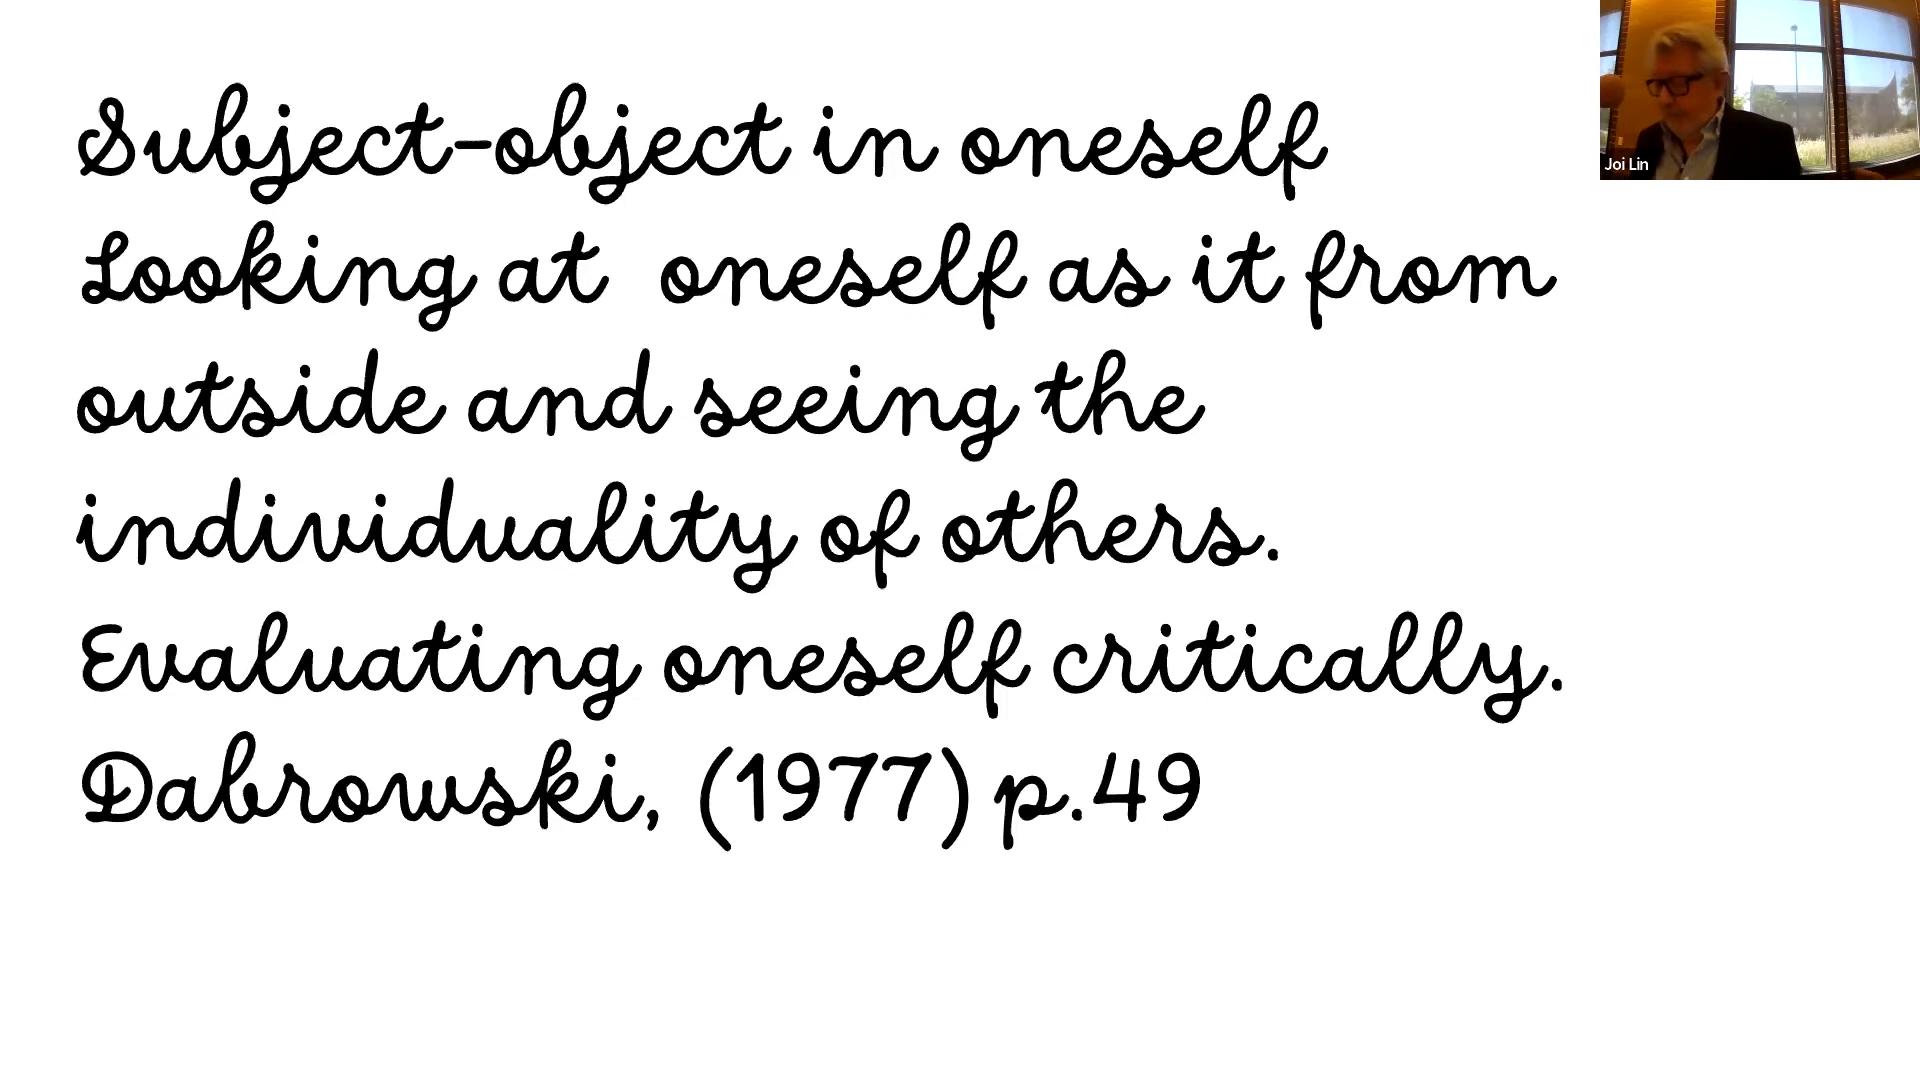 Subject-object in oneself
Looking at oneself as it from
outside and seeing the
individuality of others.
Evaluating oneself critically.
Dabrowski, (1977) p.49
Joi Lin